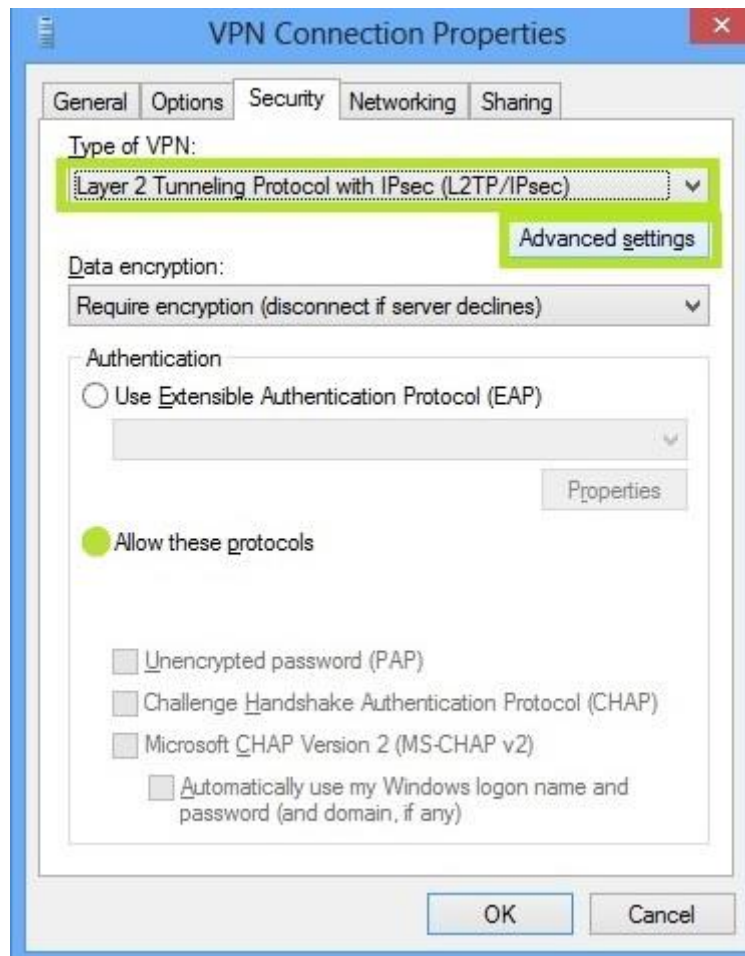 VPN Connection Properties
General Options Security Networking Sharing
Type of VPN:
Layer 2 Tunneling Protocol with IPsec (L2TP/IPsec)
Advanced settings
Data encryption:
Require encryption (disconnect if server declines)
Authentication
Use Extensible Authentication Protocol (EAP)
Properties
Allow these protocols
Unencrypted password (PAP)
Challenge Handshake Authentication Protocol (CHAP)
Microsoft CHAP Version 2 (MS-CHAP v2)
Automatically use my Windows logon name and
password (and domain, if any)
OK Cancel